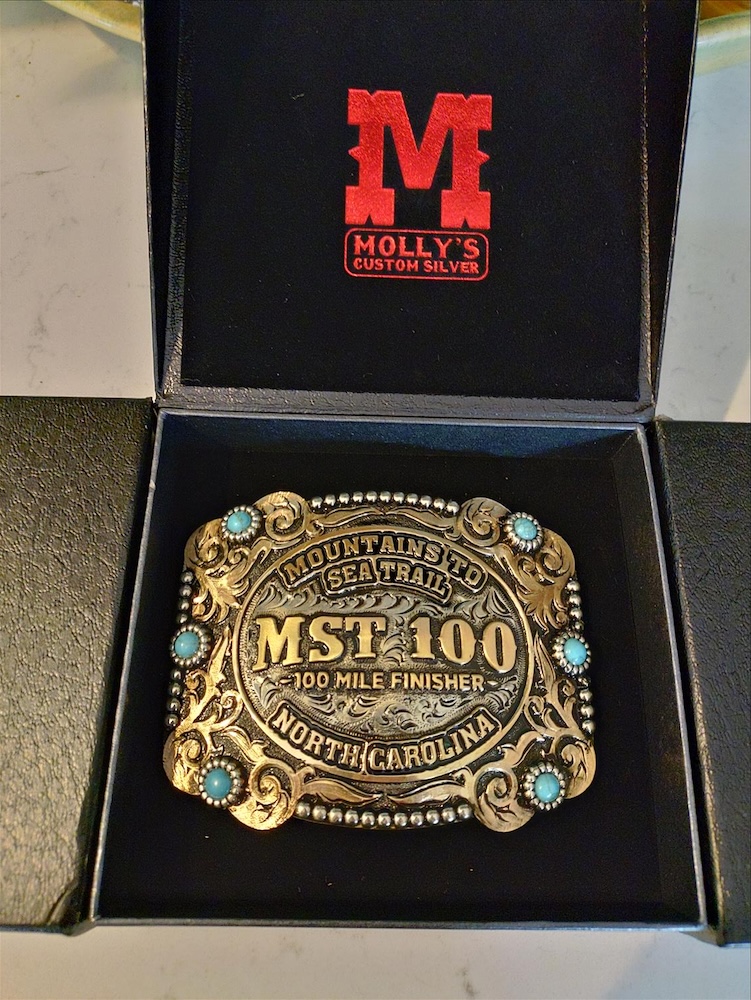 M
MOLLY'S
CUSTOM SILVER
MOUNTAINS TO
SEA TRAIL
MST 100
100 MILE FINISHER
NORTH CAROLINA